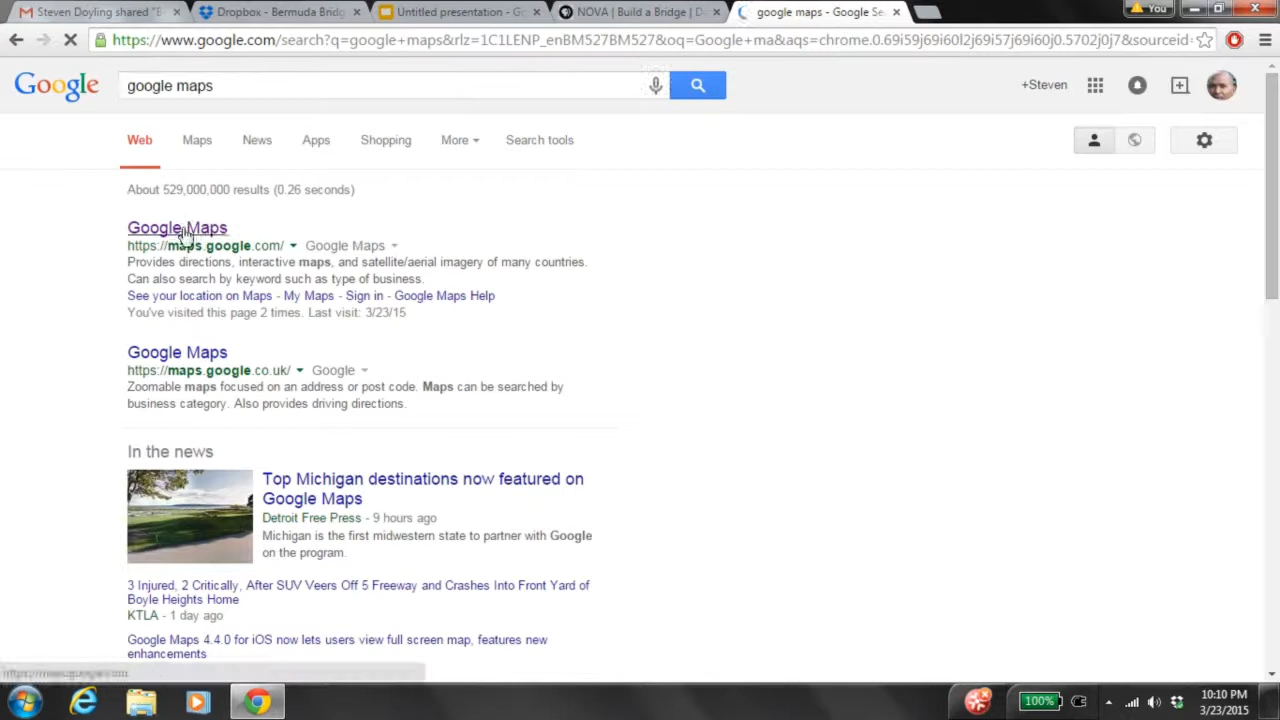 Steven Doyling shared "B
Dropbox - Bermuda Bridge
Untitled presentation - Go
NOVA | Build a Bridge | D
google maps - Google Se
You
https://www.google.com/search?q=google+maps&rlz=1C1LENP_enBM527BM527&oq=Google+ma&aqs=chrome.0.69i59j69i60l2j69i57j69i60j0.5702j0j7&sourceid=
Google
google maps
+Steven
Web
Maps
News
Apps
Shopping
More
Search tools
About 529,000,000 results (0.26 seconds)
Google Maps
https://maps.google.com/ Google Maps
Provides directions, interactive maps, and satellite/aerial imagery of many countries.
Can also search by keyword such as type of business.
See your location on Maps - My Maps - Sign in - Google Maps Help
You've visited this page 2 times. Last visit: 3/23/15
Google Maps
https://maps.google.co.uk/ Google
Zoomable maps focused on an address or post code. Maps can be searched by
business category. Also provides driving directions.
In the news
Top Michigan destinations now featured on
Google Maps
Detroit Free Press - 9 hours ago
Michigan is the first midwestern state to partner with Google
on the program.
3 Injured, 2 Critically, After SUV Veers Off 5 Freeway and Crashes Into Front Yard of
Boyle Heights Home
KTLA - 1 day ago
Google Maps 4.4.0 for iOS now lets users view full screen map, features new
enhancements
100%
10:10 PM
3/23/2015